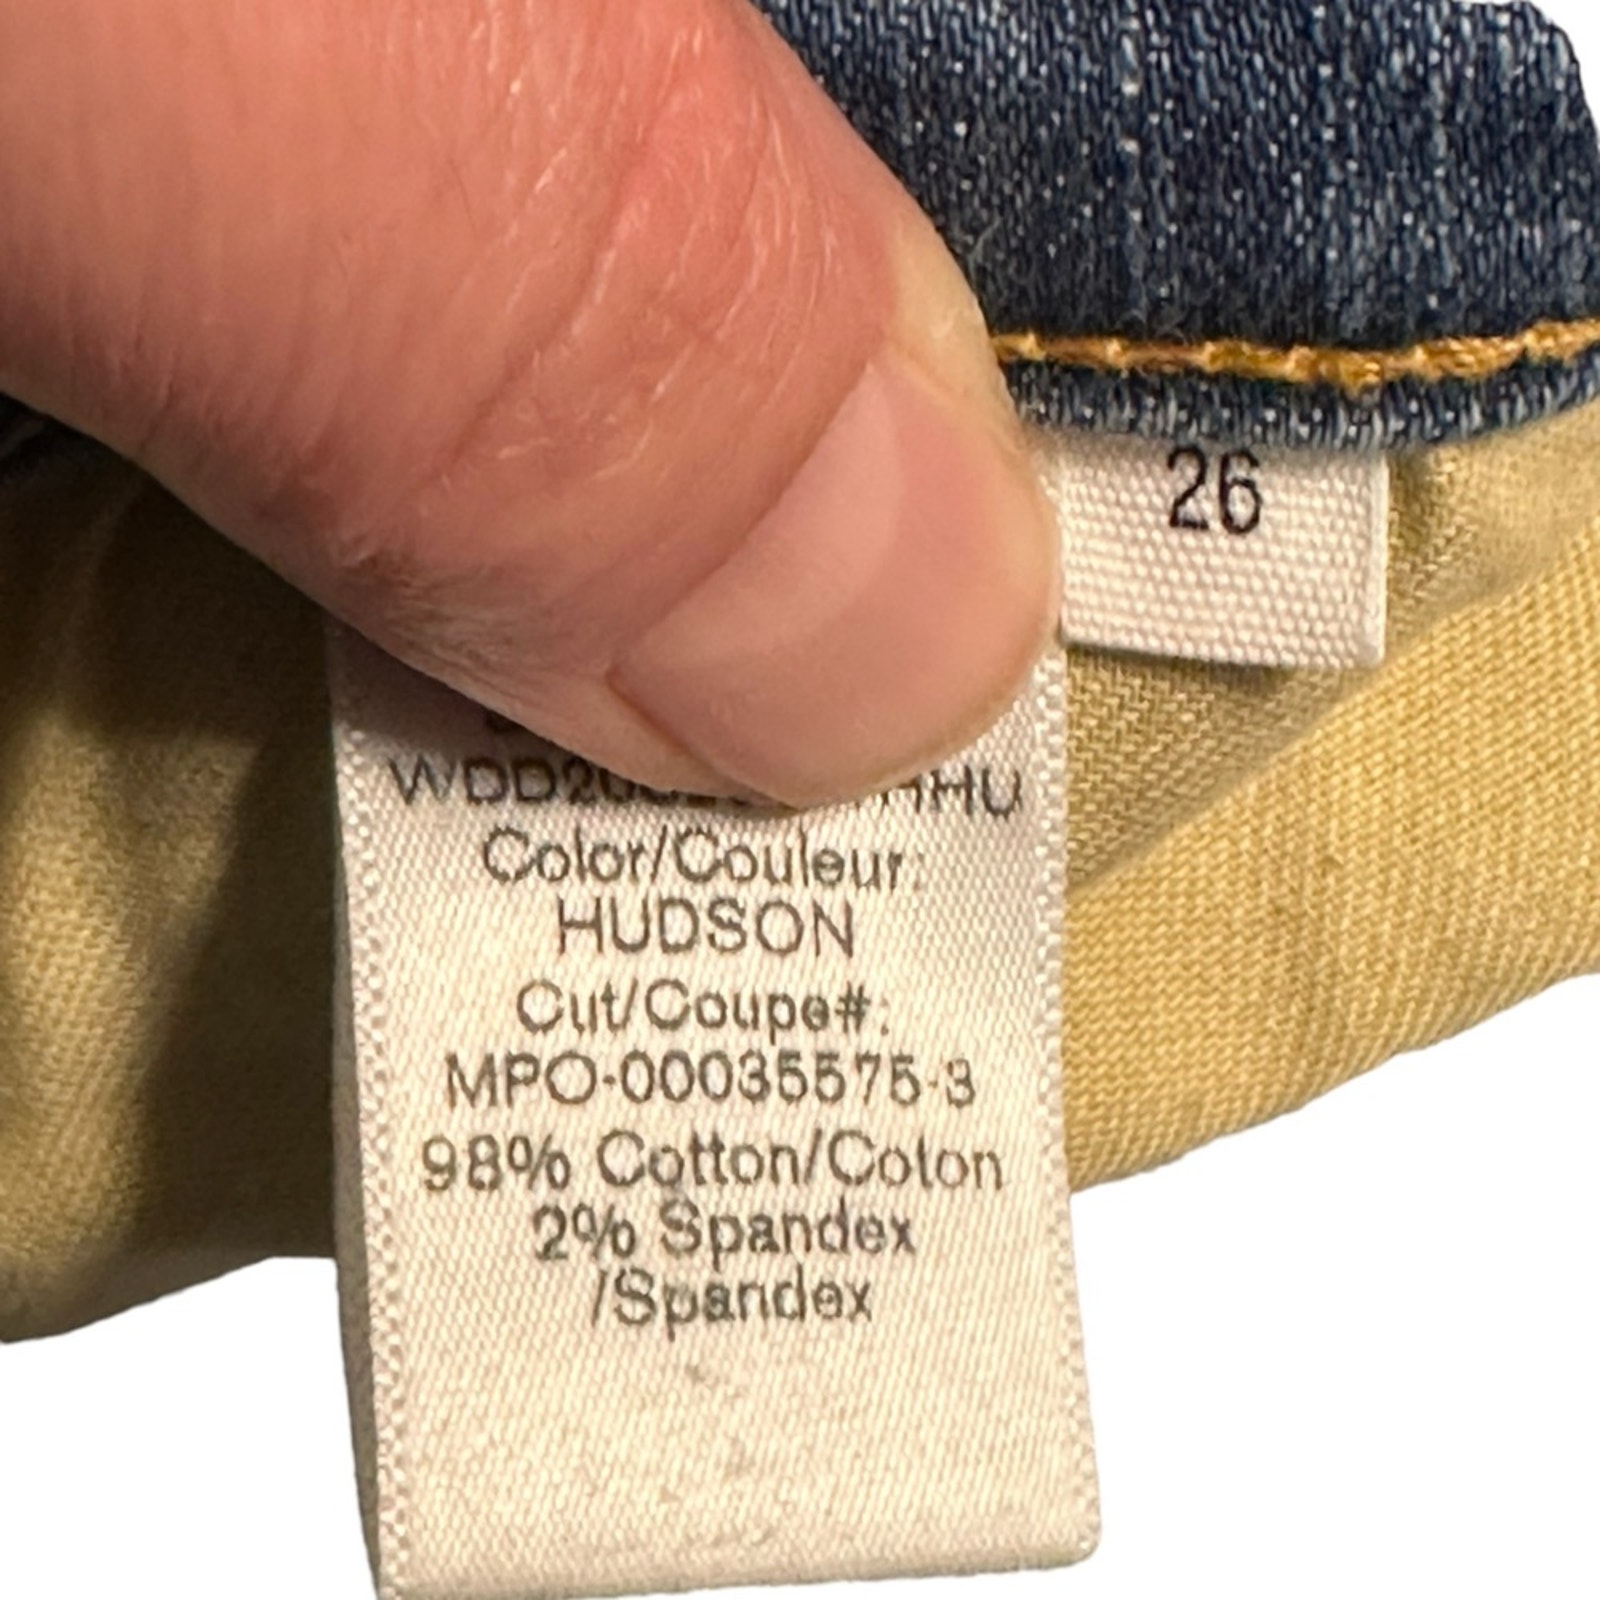 26
Color/Couleur:
HUDSON
Cut/Coupe#:
MPO-00035575-3
98% Cotton/Coton
2% Spandex
/Spandex